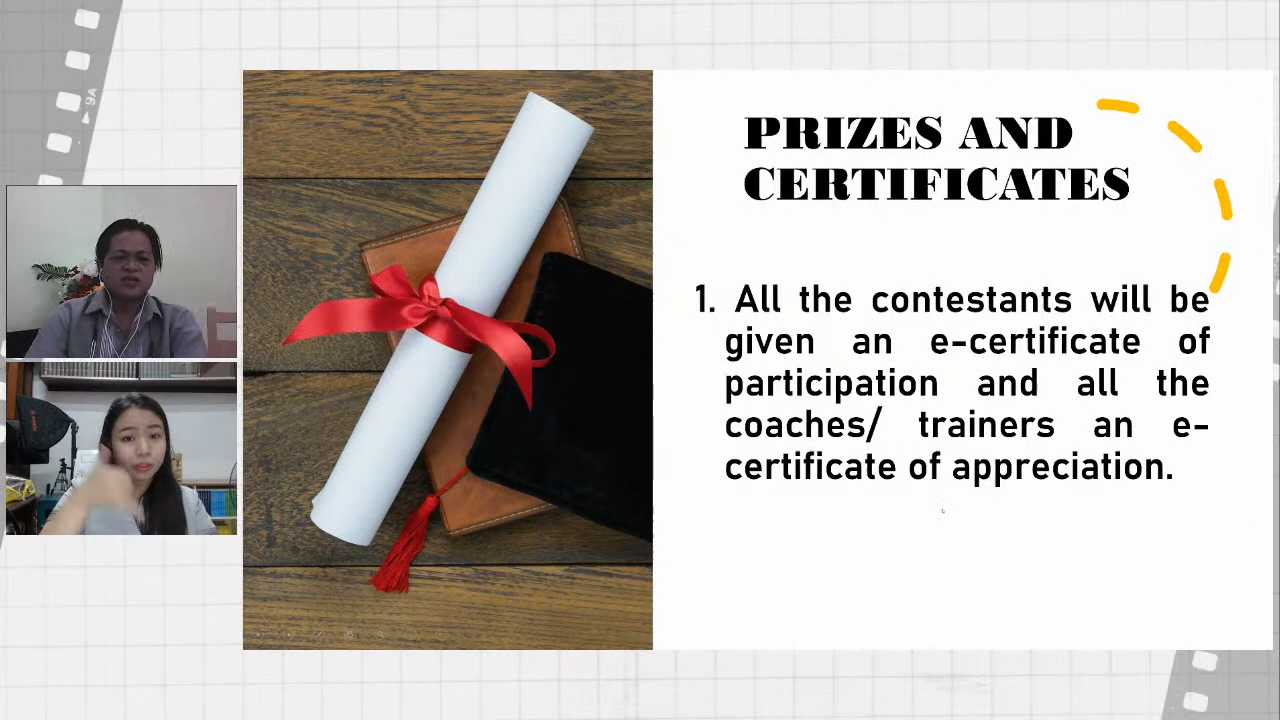 9A
PRIZES AND
CERTIFICATES
1. All the contestants will be
given an e-certificate of
participation and all the
coaches/ trainers an e-
certificate of appreciation.